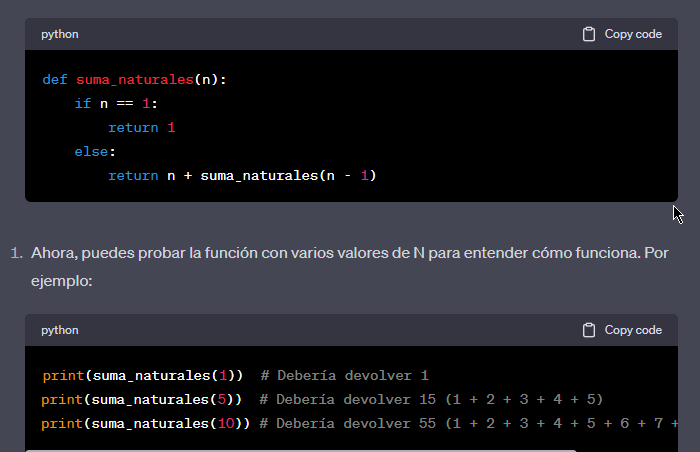 python Copy code
def suma_naturales(n):
    if n == 1:
        return 1
    else:
        return n + suma_naturales(n - 1)
1. Ahora, puedes probar la función con varios valores de N para entender cómo funciona. Por
ejemplo:
python Copy code
print(suma_naturales(1))  # Debería devolver 1
print(suma_naturales(5))  # Debería devolver 15 (1 + 2 + 3 + 4 + 5)
print(suma_naturales(10)) # Debería devolver 55 (1 + 2 + 3 + 4 + 5 + 6 + 7 +